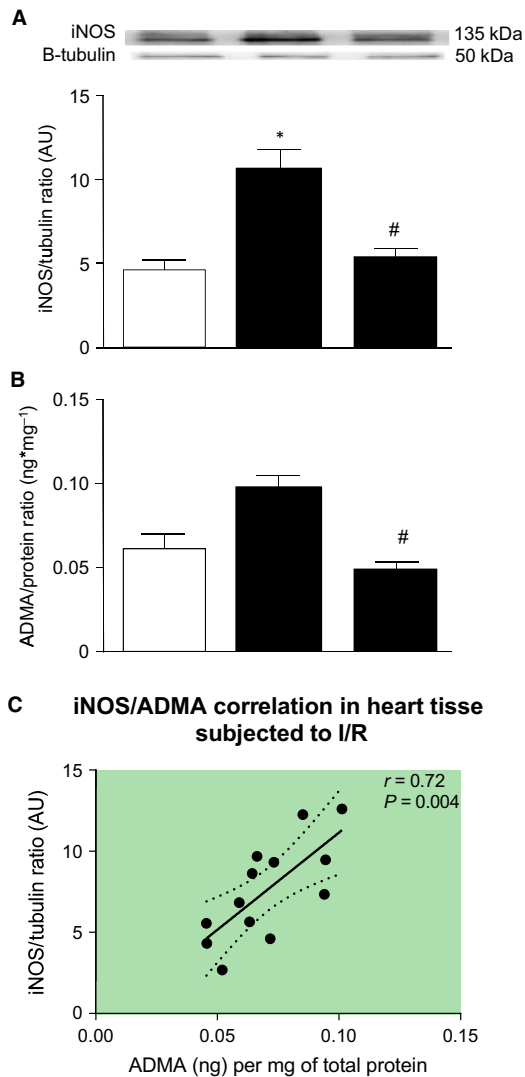 A
iNOS 135 kDa
B-tubulin 50 kDa
iNOS/tubulin ratio (AU)
15
10
5
0
*
#
B
ADMA/protein ratio (ng*mg⁻¹)
0.15
0.10
0.05
0
#
C iNOS/ADMA correlation in heart tisse
subjected to I/R
iNOS/tubulin ratio (AU)
15
10
5
0
r = 0.72
P = 0.004
0.00 0.05 0.10 0.15
ADMA (ng) per mg of total protein